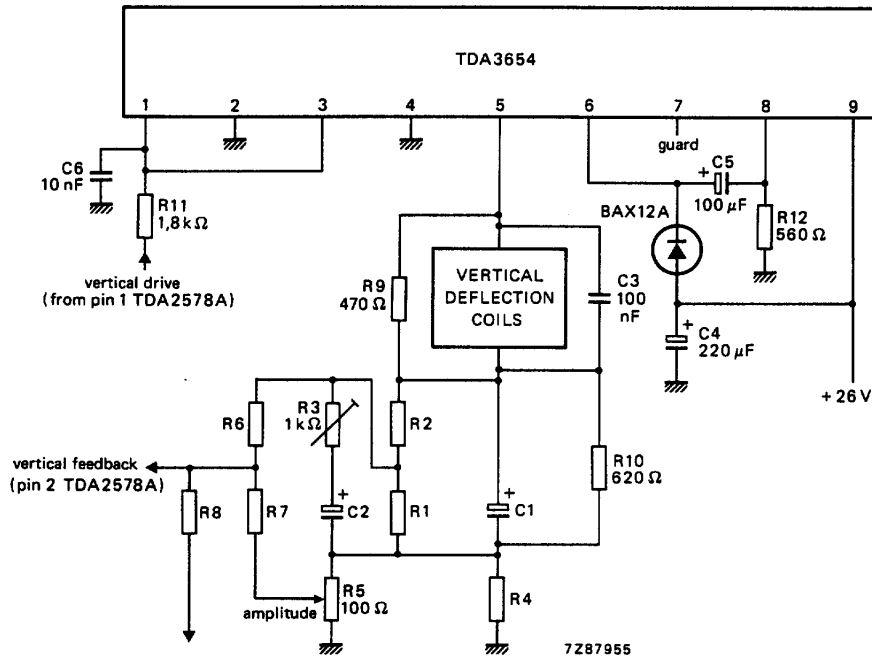 TDA3654
1 2 3 4 5 6 7 8 9
guard
C6
10 nF
R11
1,8 kΩ
vertical drive
(from pin 1 TDA2578A)
R9
470 Ω
VERTICAL
DEFLECTION
COILS
C3
100
nF
BAX12A
+ C5
100 μF
R12
560 Ω
+
C4
220 μF
+ 26 V
R6
R3
1 kΩ
R2
R10
620 Ω
vertical feedback
(pin 2 TDA2578A)
R8
R7
+
C2
R1
+
C1
R5
100 Ω
amplitude
R4
7Z87955